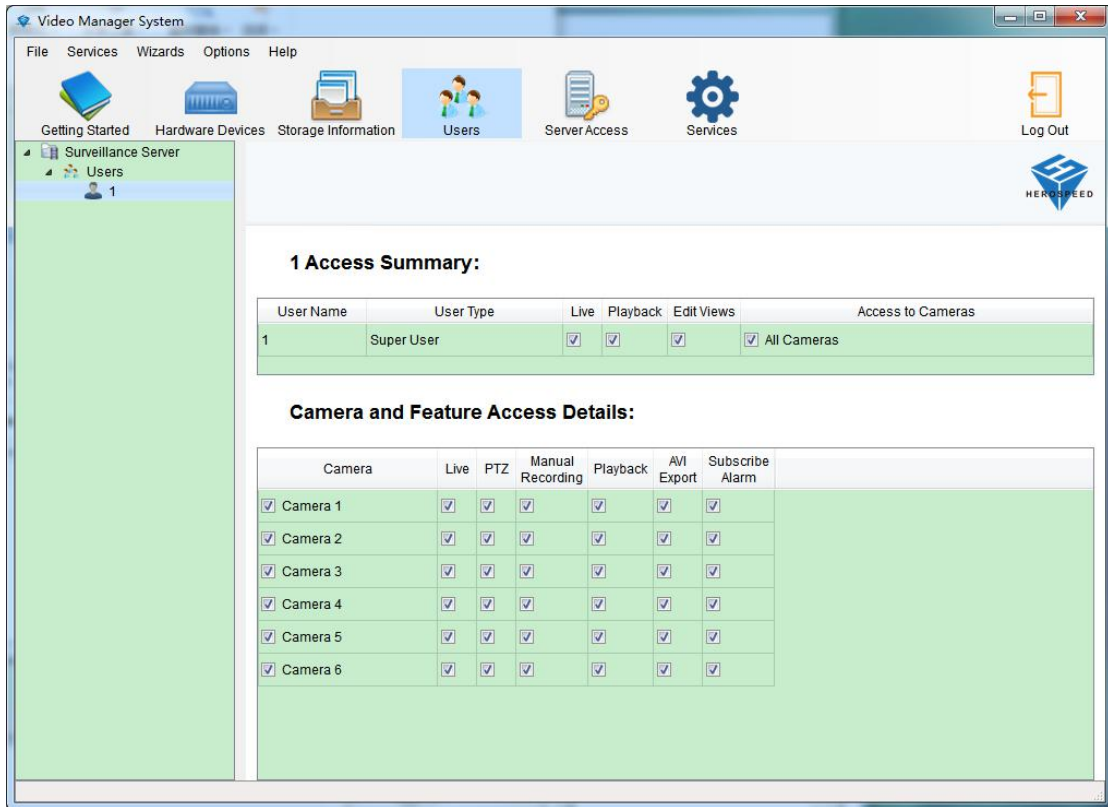 Video Manager System
File Services Wizards Options Help
Getting Started Hardware Devices Storage Information Users Server Access Services Log Out
Surveillance Server
Users
1
HEROSPEED
1 Access Summary:
User Name User Type Live Playback Edit Views Access to Cameras
1 Super User All Cameras
Camera and Feature Access Details:
Camera Live PTZ Manual Recording Playback AVI Export Subscribe Alarm
Camera 1
Camera 2
Camera 3
Camera 4
Camera 5
Camera 6